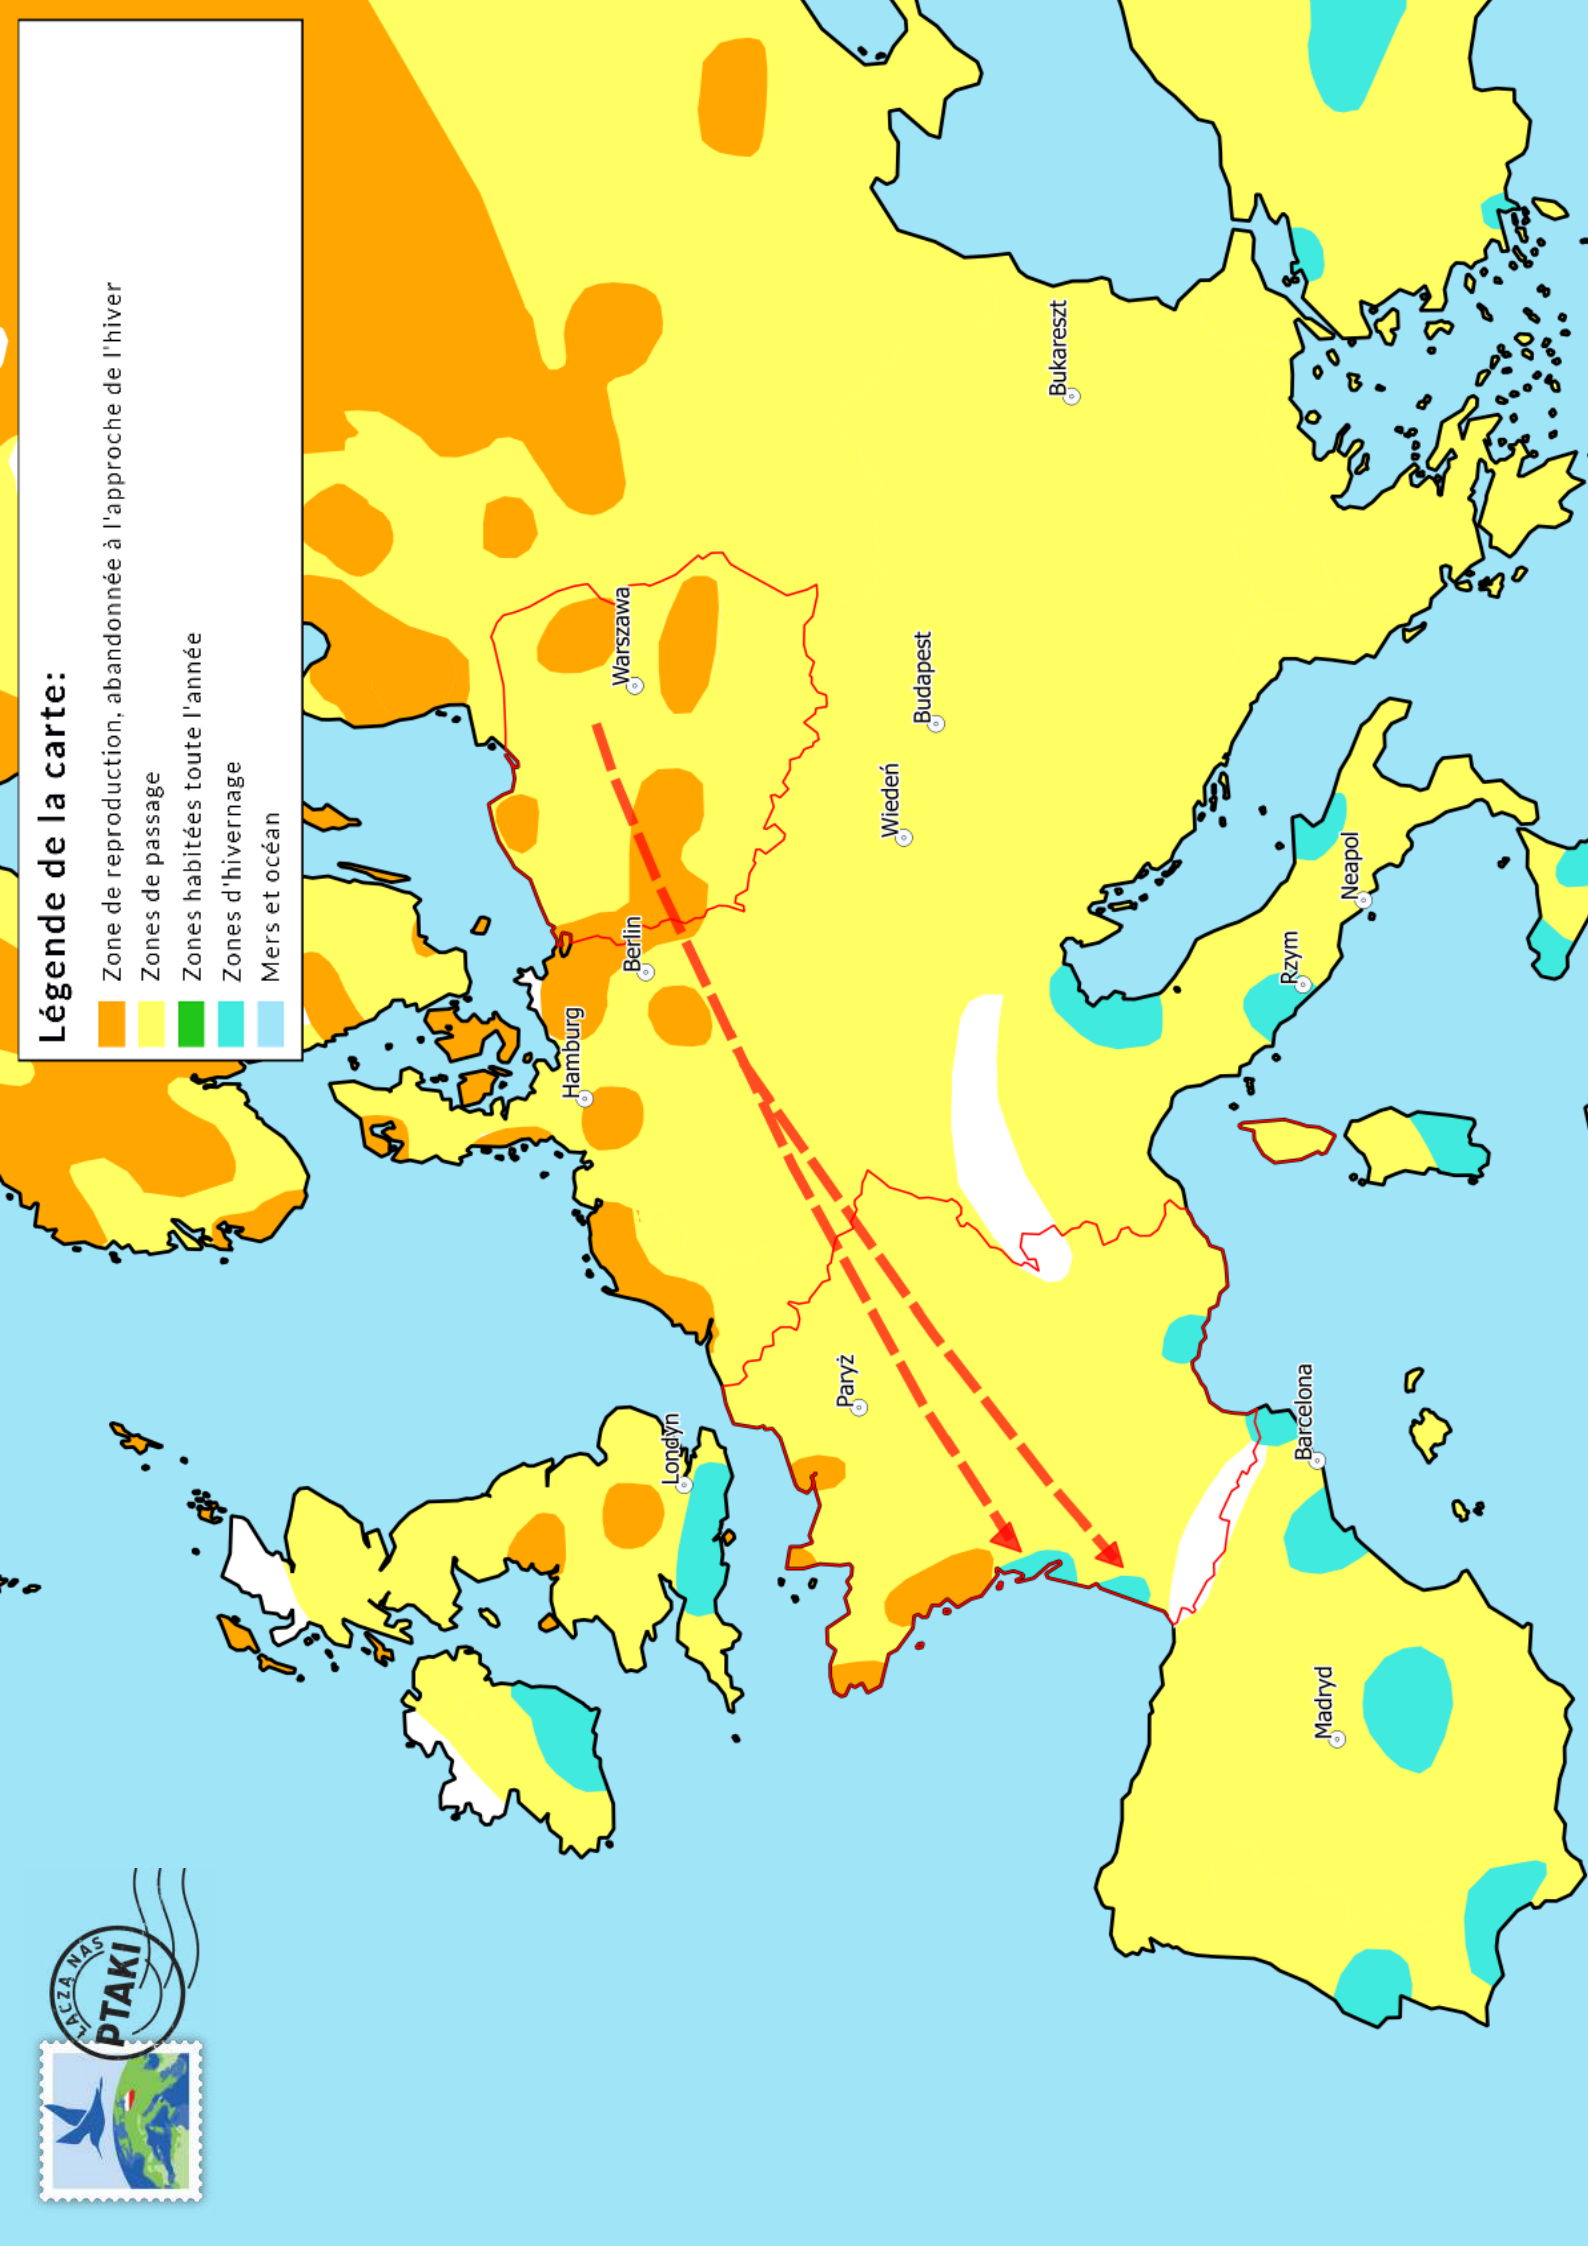 Légende de la carte:
Zone de reproduction, abandonnée à l'approche de l'hiver
Zones de passage
Zones habitées toute l'année
Zones d'hivernage
Mers et océan
ŁĄCZĄ NAS
PTAKI
Hamburg
Berlin
Warszawa
Londyn
Paryż
Wiedeń
Budapest
Bukareszt
Madryd
Barcelona
Rzym
Neapol